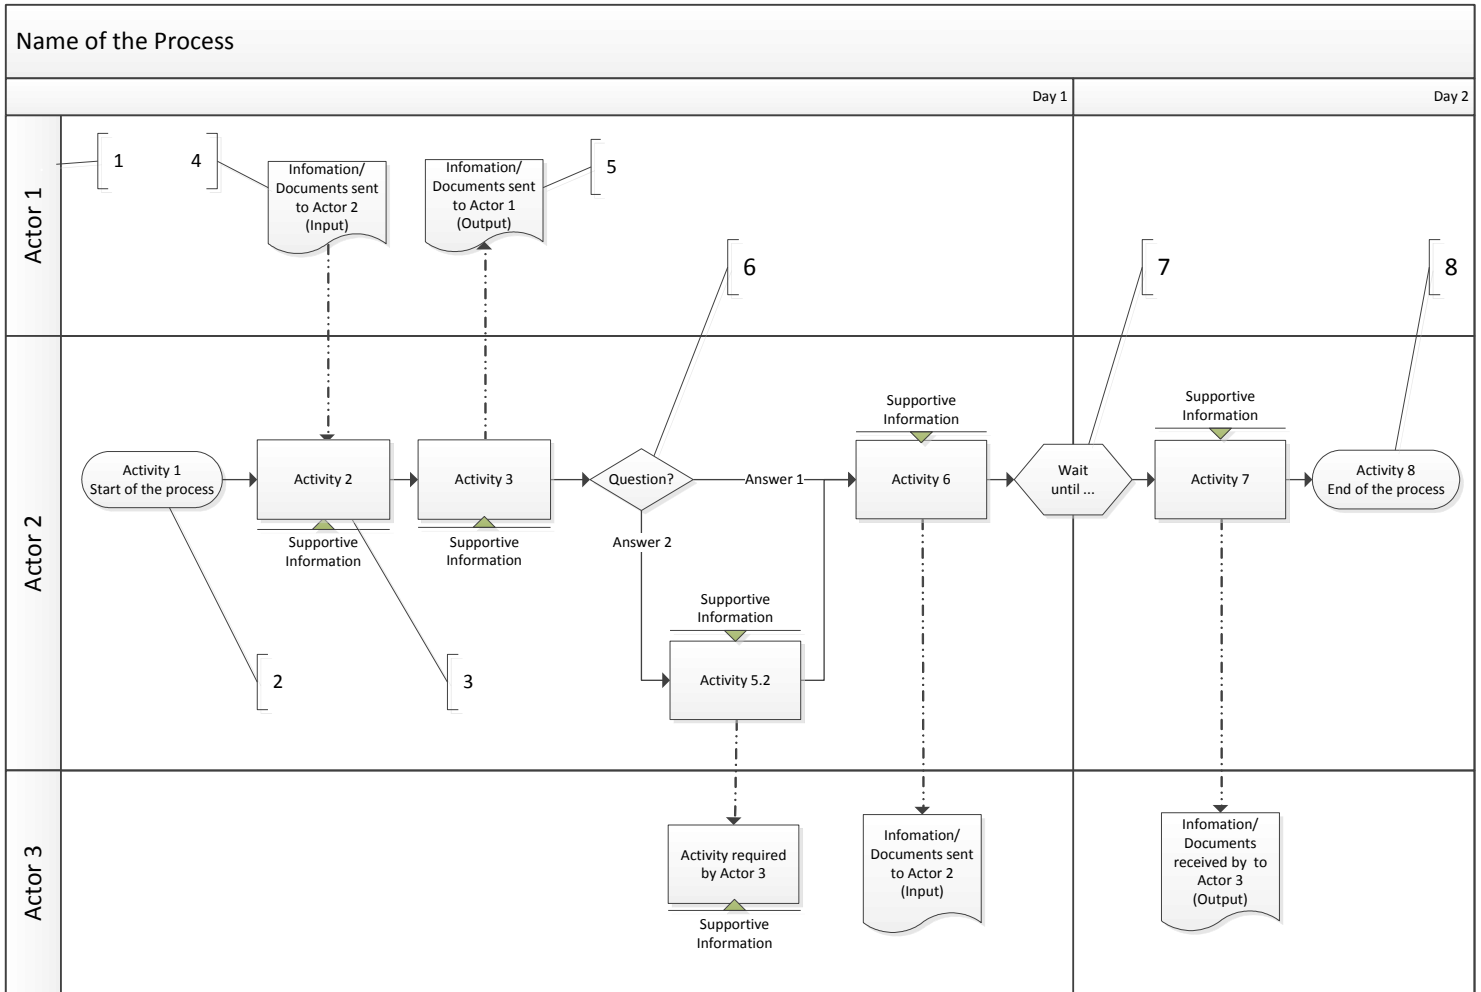 Name of the Process
Day 1
Day 2
Actor 1
1
4
Infomation/
Documents sent
to Actor 2
(Input)
Infomation/
Documents sent
to Actor 1
(Output)
5
6
7
8
Actor 2
Activity 1
Start of the process
Activity 2
Supportive
Information
Activity 3
Supportive
Information
Question?
Answer 1
Answer 2
Supportive
Information
Activity 5.2
Supportive
Information
Activity 6
Wait
until ...
Supportive
Information
Activity 7
Activity 8
End of the process
2
3
Actor 3
Activity required
by Actor 3
Supportive
Information
Infomation/
Documents sent
to Actor 2
(Input)
Infomation/
Documents
received by to
Actor 3
(Output)